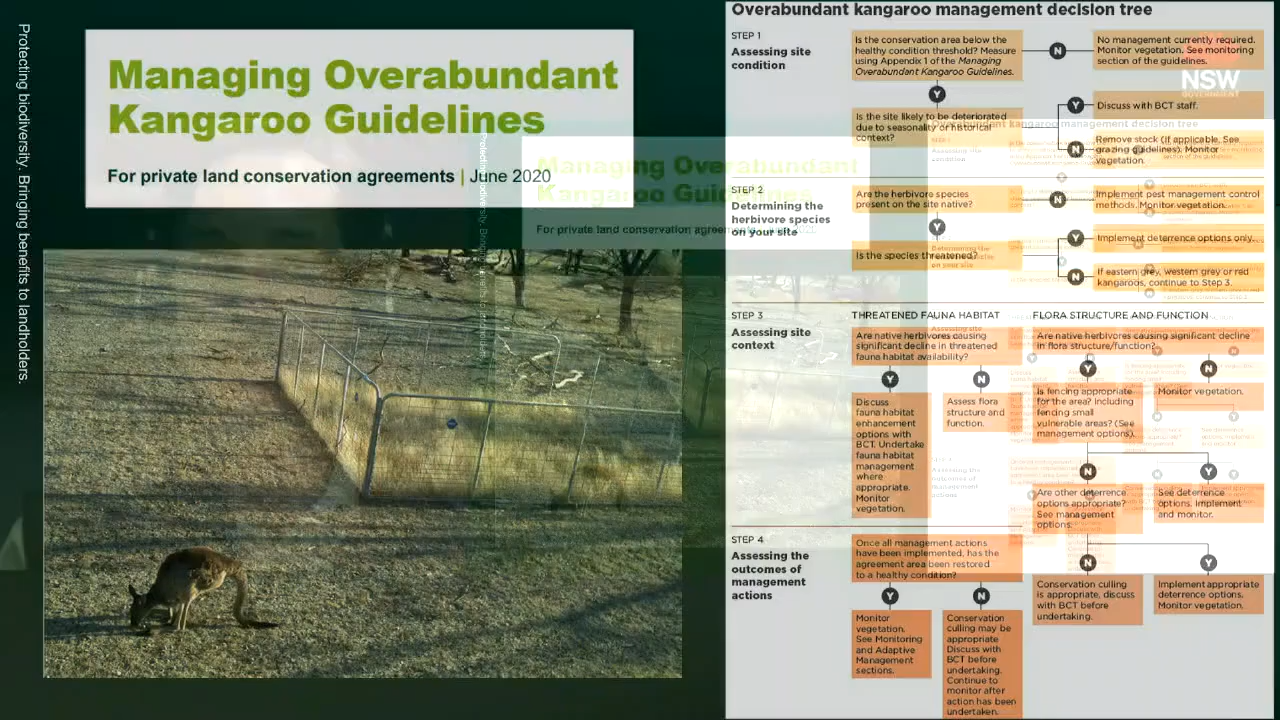 Protecting biodiversity. Bringing benefits to landholders.
Managing Overabundant
Kangaroo Guidelines
For private land conservation agreements | June 2020
Managing Overabundant
Kangaroo Guidelines
For private land conservation agreements
NSW
GOVERNMENT
Overabundant kangaroo management decision tree
STEP 1
Assessing site
condition
Is the conservation area below the
healthy condition threshold? Measure
using Appendix 1 of the Managing
Overabundant Kangaroo Guidelines.
N
No management currently required.
Monitor vegetation. See monitoring
section of the guidelines.
Y
Is the site likely to be deteriorated
due to seasonality or historical
context?
Y
Discuss with BCT staff.
N
Remove stock (if applicable. See
grazing guidelines). Monitor
vegetation.
Overabundant kangaroo management decision tree
STEP 2
Determining the
herbivore species
on your site
Are the herbivore species
present on the site native?
N
Implement pest management control
methods. Monitor vegetation.
Y
Is the species threatened?
Y
Implement deterrence options only.
N
If eastern grey, western grey or red
kangaroos, continue to Step 3.
STEP 3
Assessing site
context
THREATENED FAUNA HABITAT
Are native herbivores causing
significant decline in threatened
fauna habitat availability?
Y
Discuss
fauna habitat
enhancement
options with
BCT. Undertake
fauna habitat
management
where
appropriate.
Monitor
vegetation.
N
Assess flora
structure and
function.
FLORA STRUCTURE AND FUNCTION
Are native herbivores causing significant decline
in flora structure/function?
Y
Is fencing appropriate
for the area? Including
fencing small
vulnerable areas? (See
management options).
N
Monitor vegetation.
N
Are other deterrence
options appropriate?
See management
options.
Y
See deterrence
options. Implement
and monitor.
N
Conservation culling
is appropriate, discuss
with BCT before
undertaking.
Y
Implement appropriate
deterrence options.
Monitor vegetation.
STEP 4
Assessing the
outcomes of
management
actions
Once all management actions
have been implemented, has the
agreement area been restored
to a healthy condition?
Y
Monitor
vegetation.
See Monitoring
and Adaptive
Management
sections.
N
Conservation
culling may be
appropriate
Discuss with
BCT before
undertaking.
Continue to
monitor after
action has been
undertaken.